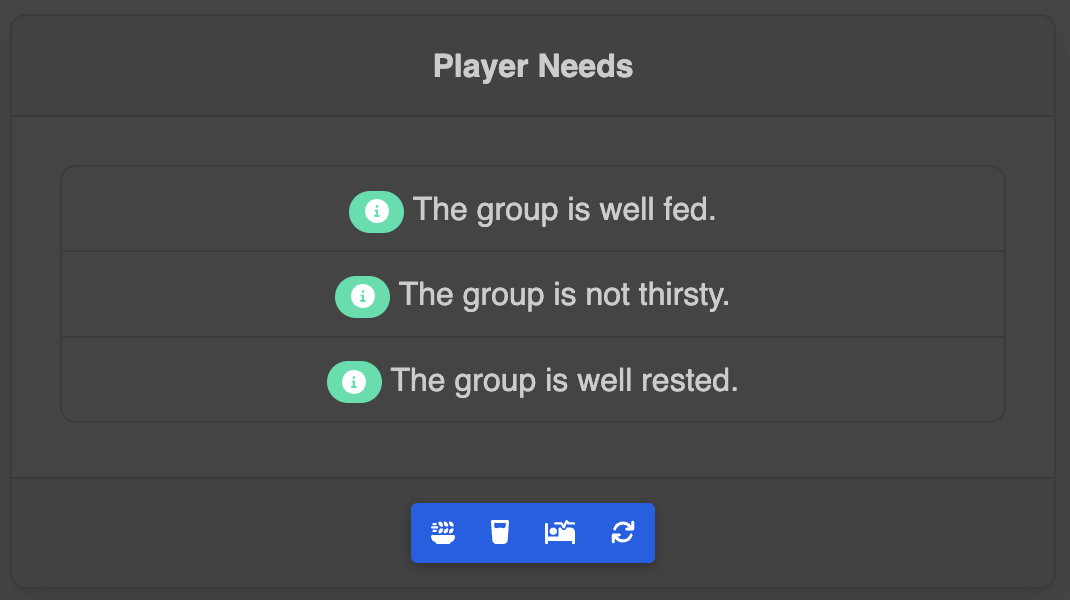 Player Needs
The group is well fed.
The group is not thirsty.
The group is well rested.